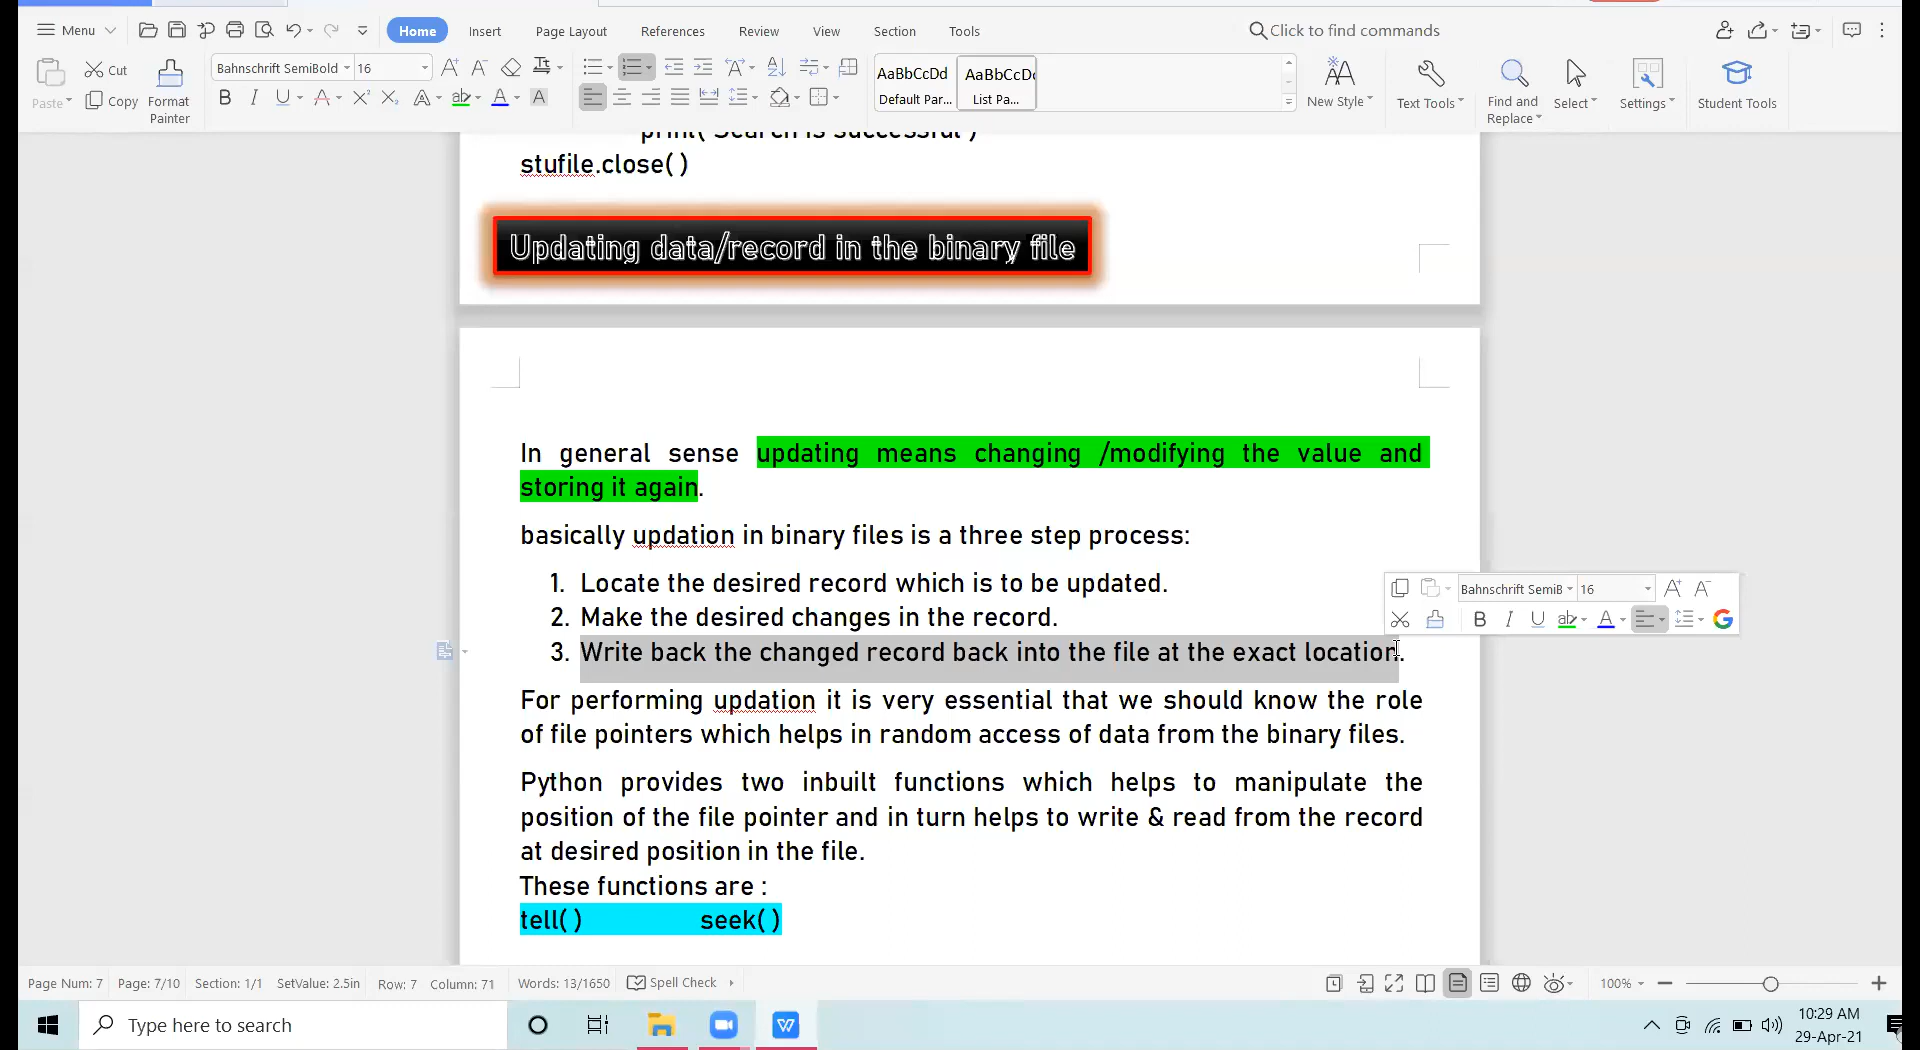 Menu
Home
Insert
Page Layout
References
Review
View
Section
Tools
Click to find commands
Paste
Cut
Copy
Format
Painter
Bahnschrift SemiBold
16
AaBbCcDd
Default Par...
AaBbCcDd
List Pa...
New Style
Text Tools
Find and
Replace
Select
Settings
Student Tools
print( Search is successful )
stufile.close( )
Updating data/record in the binary file
In general sense updating means changing /modifying the value and
storing it again.
basically updation in binary files is a three step process:
1. Locate the desired record which is to be updated.
2. Make the desired changes in the record.
3. Write back the changed record back into the file at the exact location.
Bahnschrift SemiB
16
For performing updation it is very essential that we should know the role
of file pointers which helps in random access of data from the binary files.
Python provides two inbuilt functions which helps to manipulate the
position of the file pointer and in turn helps to write & read from the record
at desired position in the file.
These functions are :
tell( ) seek( )
Page Num: 7
Page: 7/10
Section: 1/1
SetValue: 2.5in
Row: 7
Column: 71
Words: 13/1650
Spell Check
100%
Type here to search
10:29 AM
29-Apr-21